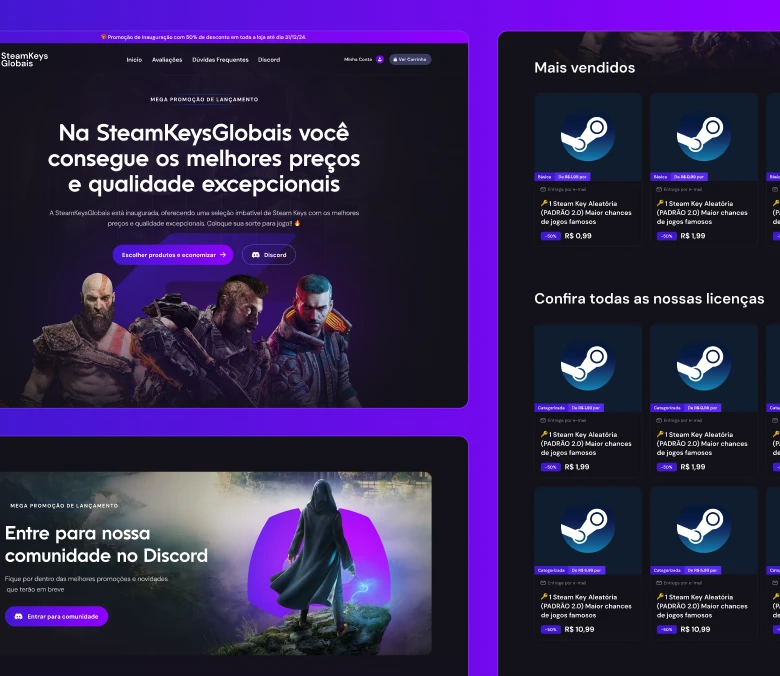 🎁 Promoção de inauguração com 50% de desconto em toda a loja até dia 31/12/24.
SteamKeys
Globais
Início Avaliações Dúvidas Frequentes Discord
Minha Conta Ver Carrinho
MEGA PROMOÇÃO DE LANÇAMENTO
Na SteamKeysGlobais você
consegue os melhores preços
e qualidade excepcionais
A SteamKeysGlobais está inaugurada, oferecendo uma seleção imbatível de Steam Keys com os melhores
preços e qualidade excepcionais. Coloque sua sorte para jogo!! 🔥
Escolher produtos e economizar → Discord
MEGA PROMOÇÃO DE LANÇAMENTO
Entre para nossa
comunidade no Discord
Fique por dentro das melhores promoções e novidades
que terão em breve
Entrar para comunidade
Mais vendidos
Básica De R$ 1,98 por
Entrega por e-mail
🔑 1 Steam Key Aleatória
(PADRÃO 2.0) Maior chances
de jogos famosos
-50% R$ 0,99
Básica De R$ 3,99 por
Entrega por e-mail
🔑 1 Steam Key Aleatória
(PADRÃO 2.0) Maior chances
de jogos famosos
-50% R$ 1,99
Confira todas as nossas licenças
Categorizada De R$ por
Entrega por e-mail
🔑 1 Steam Key Aleatória
(PADRÃO 2.0) Maior chances
de jogos famosos
-50% R$ 1,99
Categorizada De R$ por
Entrega por e-mail
🔑 1 Steam Key Aleatória
(PADRÃO 2.0) Maior chances
de jogos famosos
-50% R$ 1,99
Categorizada De R$ por
Entrega por e-mail
🔑 1 Steam Key Aleatória
(PADRÃO 2.0) Maior chances
de jogos famosos
-50% R$ 10,99
Categorizada De R$ por
Entrega por e-mail
🔑 1 Steam Key Aleatória
(PADRÃO 2.0) Maior chances
de jogos famosos
-50% R$ 10,99